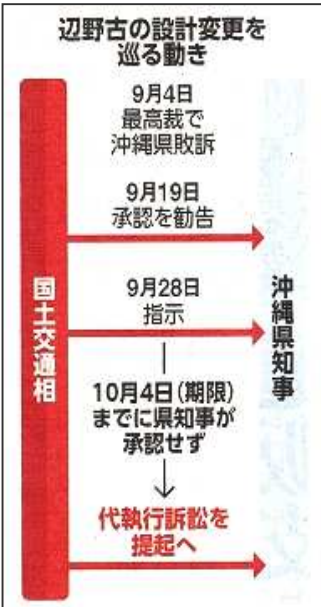 辺野古の設計変更を
巡る動き
9月4日
最高裁で
沖縄県敗訴
9月19日
承認を勧告
国土交通相
沖縄県知事
9月28日
指示
10月4日(期限)
までに県知事が
承認せず
代執行訴訟を
提起へ